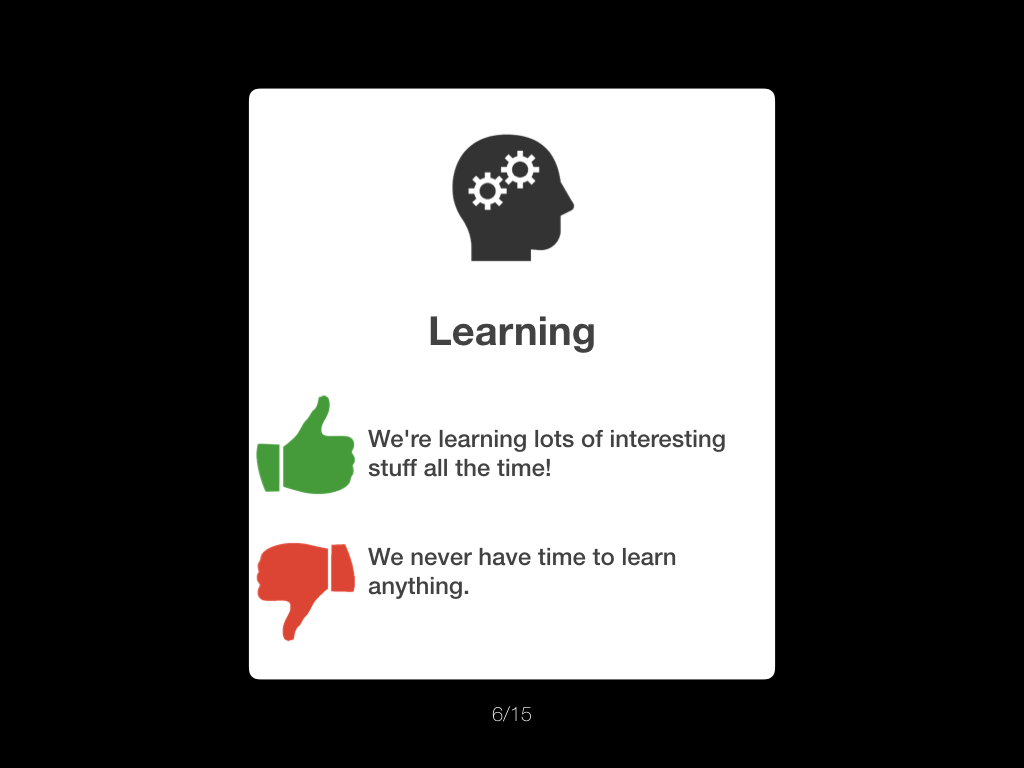 Learning
We're learning lots of interesting
stuff all the time!
We never have time to learn
anything.
6/15